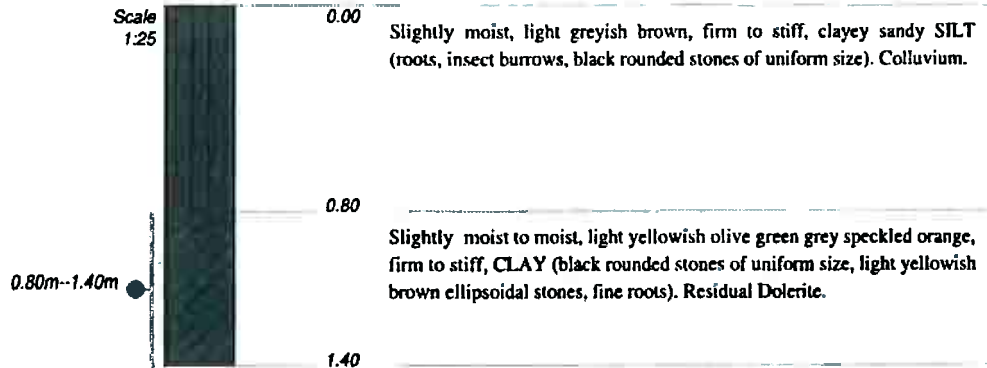 Scale
1:25
0.00
Slightly moist, light greyish brown, firm to stiff, clayey sandy SILT
(roots, insect burrows, black rounded stones of uniform size). Colluvium.
0.80
Slightly moist to moist, light yellowish olive green grey speckled orange,
firm to stiff, CLAY (black rounded stones of uniform size, light yellowish
brown ellipsoidal stones, fine roots). Residual Dolerite.
0.80m--1.40m
1.40